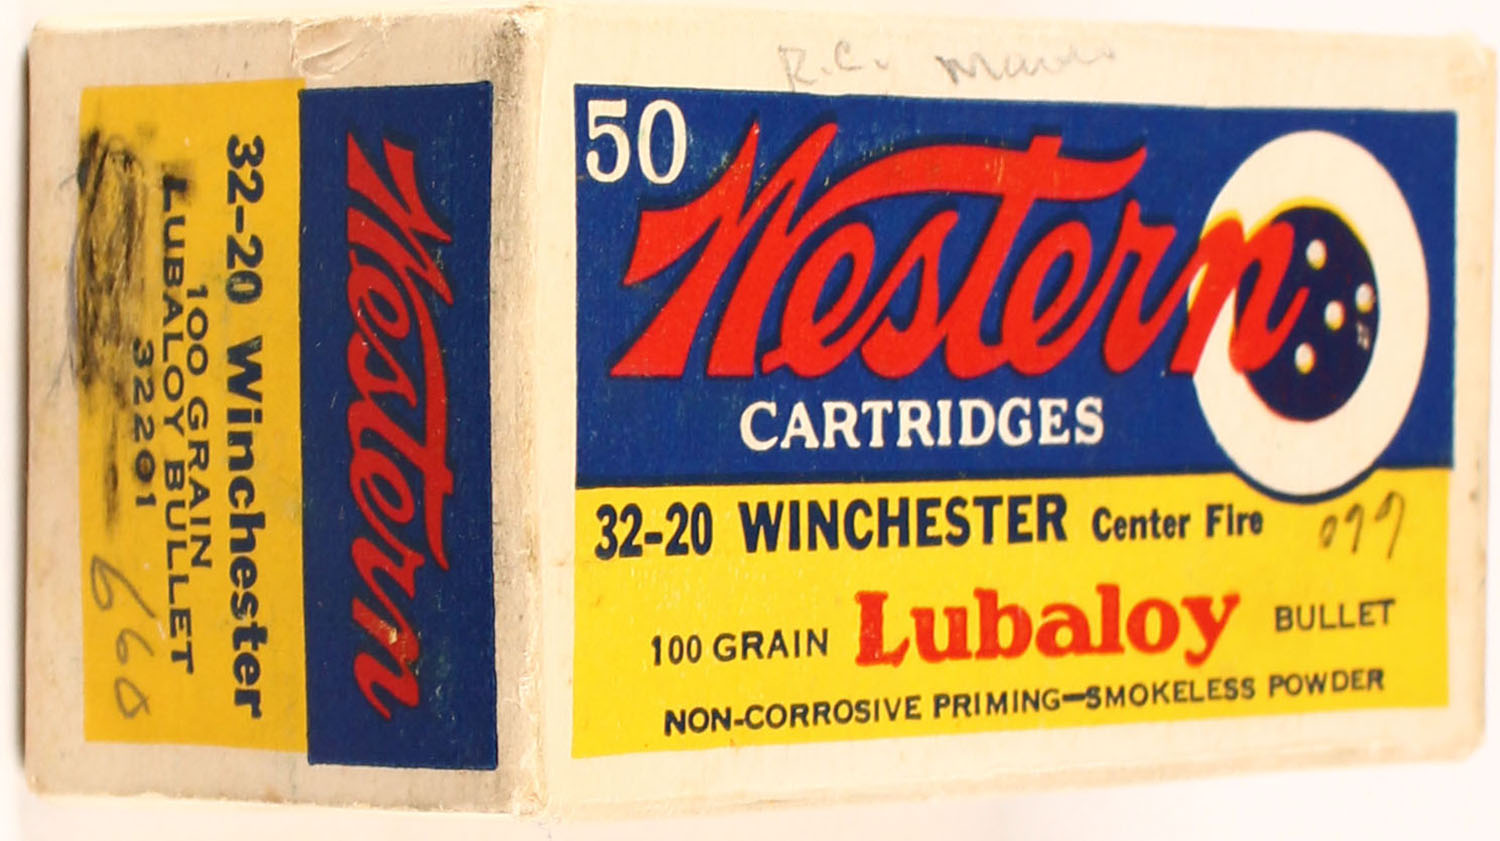 R.C.
50
Western
CARTRIDGES
32-20 WINCHESTER Center Fire
100 GRAIN Lubaloy BULLET
NON-CORROSIVE PRIMING—SMOKELESS POWDER
Western
32-20 Winchester
100 GRAIN
LUBALOY BULLET
32201
660